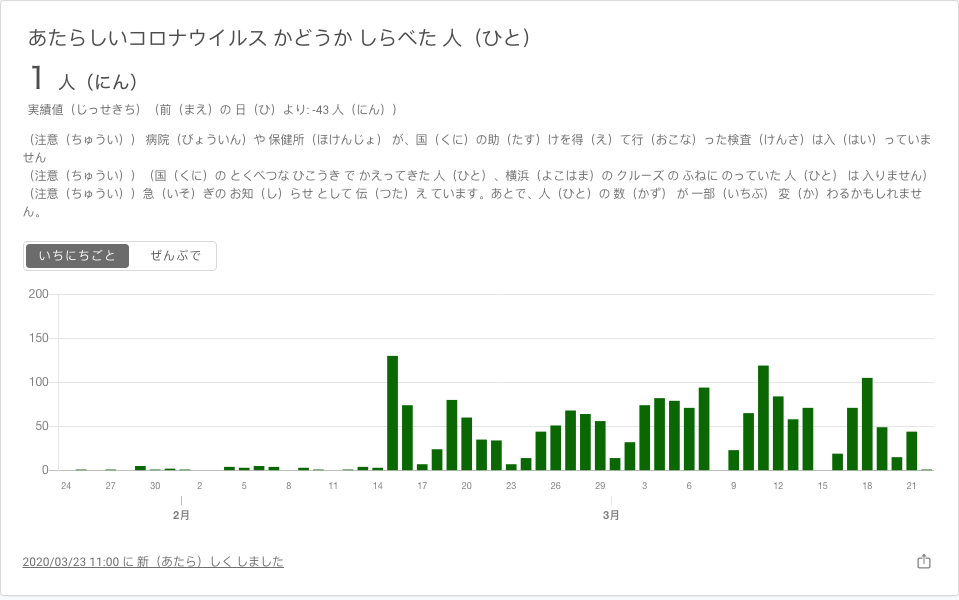 あたらしいコロナウイルス かどうか しらべた 人（ひと）
1 人（にん）
実績値（じっせきち）（前（まえ）の 日（ひ）より: -43 人（にん））
（注意（ちゅうい）） 病院（びょういん）や 保健所（ほけんじょ） が、国（くに）の助（たす）けを得（え）て行（おこな）った検査（けんさ）は入（はい）っていま
せん
（注意（ちゅうい））（国（くに）の とくべつな ひこうき で かえってきた 人（ひと）、横浜（よこはま）の クルーズ の ふねに のっていた 人（ひと） は 入りません）
（注意（ちゅうい））急（いそ）ぎの お知（し）らせ として 伝（つた）え ています。あとで、人（ひと）の 数（かず） が 一部（いちぶ） 変（か）わるかもしれませ
ん。
いちにちごと ぜんぶで
200
150
100
50
0
24 27 30 2 5 8 11 14 17 20 23 26 29 3 6 9 12 15 18 21
2月 3月
2020/03/23 11:00 に 新（あたら）しく しました